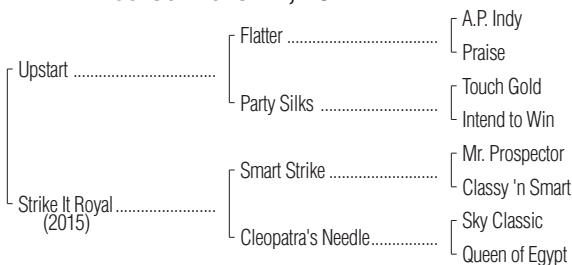 A.P. Indy
Flatter
Praise
Upstart
Touch Gold
Party Silks
Intend to Win
Mr. Prospector
Smart Strike
Classy 'n Smart
Strike It Royal
(2015)
Sky Classic
Cleopatra's Needle
Queen of Egypt